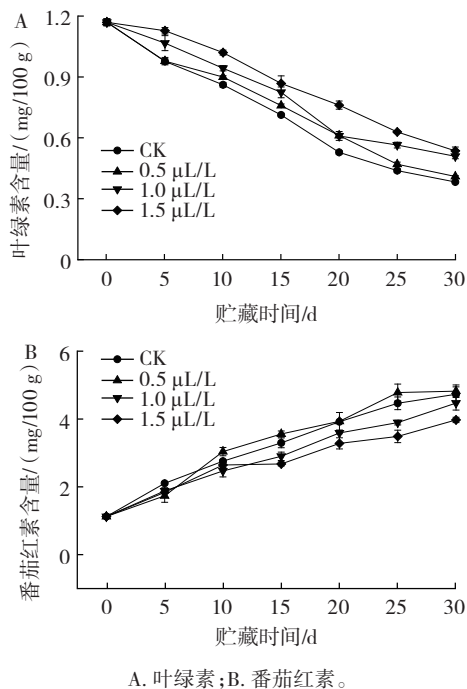 A
1.2
0.9
0.6
0.3
0
叶绿素含量/(mg/100 g)
CK
0.5 μL/L
1.0 μL/L
1.5 μL/L
0 5 10 15 20 25 30
贮藏时间/d
B
6
4
2
0
番茄红素含量/(mg/100 g)
CK
0.5 μL/L
1.0 μL/L
1.5 μL/L
0 5 10 15 20 25 30
贮藏时间/d
A. 叶绿素;B. 番茄红素。